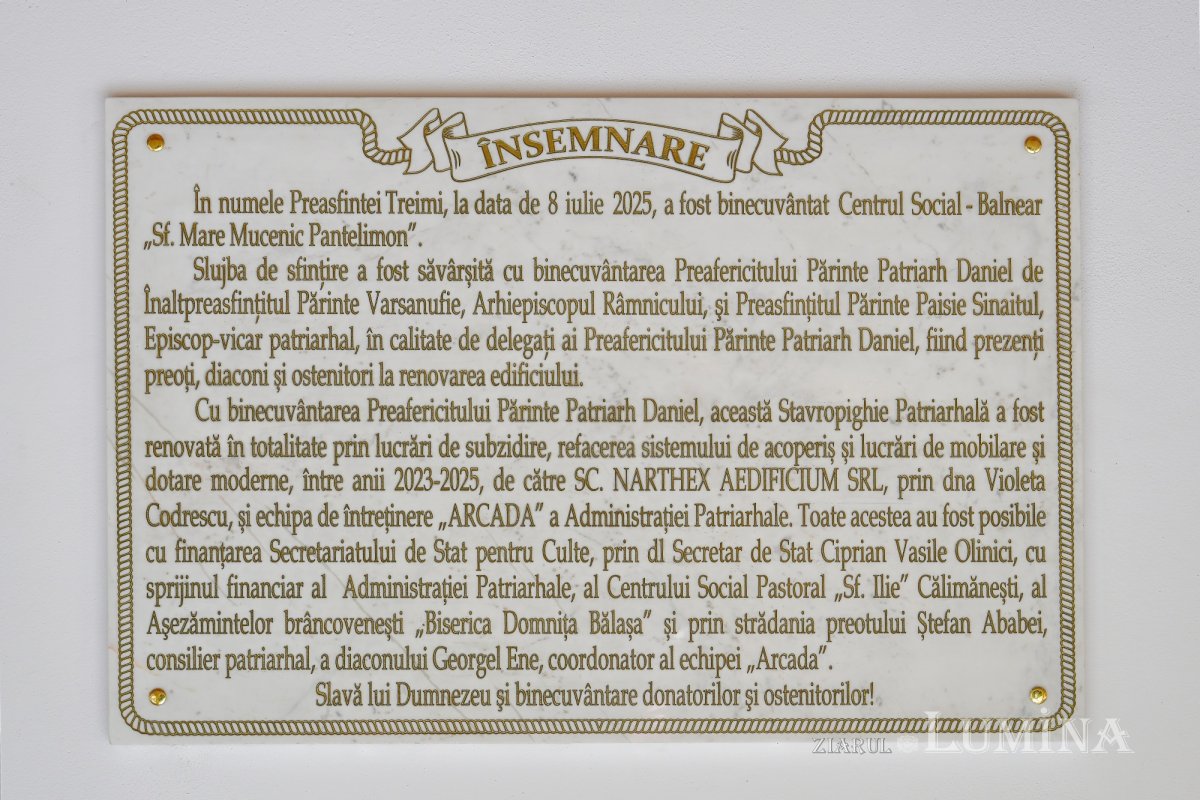 ÎNSEMNARE
În numele Preasfintei Treimi, la data de 8 iulie 2025, a fost binecuvântat Centrul Social - Balnear
„Sf. Mare Mucenic Pantelimon”.
Slujba de sfințire a fost săvârșită cu binecuvântarea Preafericitului Părinte Patriarh Daniel de
Înaltpreasfințitul Părinte Varsanufie, Arhiepiscopul Râmnicului, şi Preasfințitul Părinte Paisie Sinaitul,
Episcop-vicar patriarhal, în calitate de delegați ai Preafericitului Părinte Patriarh Daniel, fiind prezenți
preoți, diaconi și ostenitori la renovarea edificiului.
Cu binecuvântarea Preafericitului Părinte Patriarh Daniel, această Stavropighie Patriarhală a fost
renovată în totalitate prin lucrări de subzidire, refacerea sistemului de acoperiș și lucrări de mobilare și
dotare moderne, între anii 2023-2025, de către SC. NARTHEX AEDIFICIUM SRL, prin dna Violeta
Codrescu, și echipa de întreținere „ARCADA” a Administrației Patriarhale. Toate acestea au fost posibile
cu finanțarea Secretariatului de Stat pentru Culte, prin dl Secretar de Stat Ciprian Vasile Olinici, cu
sprijinul financiar al Administrației Patriarhale, al Centrului Social Pastoral „Sf. Ilie” Călimănești, al
Aşezămintelor brâncovenești „Biserica Domnița Bălașa” și prin strădania preotului Ștefan Ababei,
consilier patriarhal, a diaconului Georgel Ene, coordonator al echipei „Arcada”.
Slavă lui Dumnezeu şi binecuvântare donatorilor şi ostenitorilor!
ZIARUL LUMINA